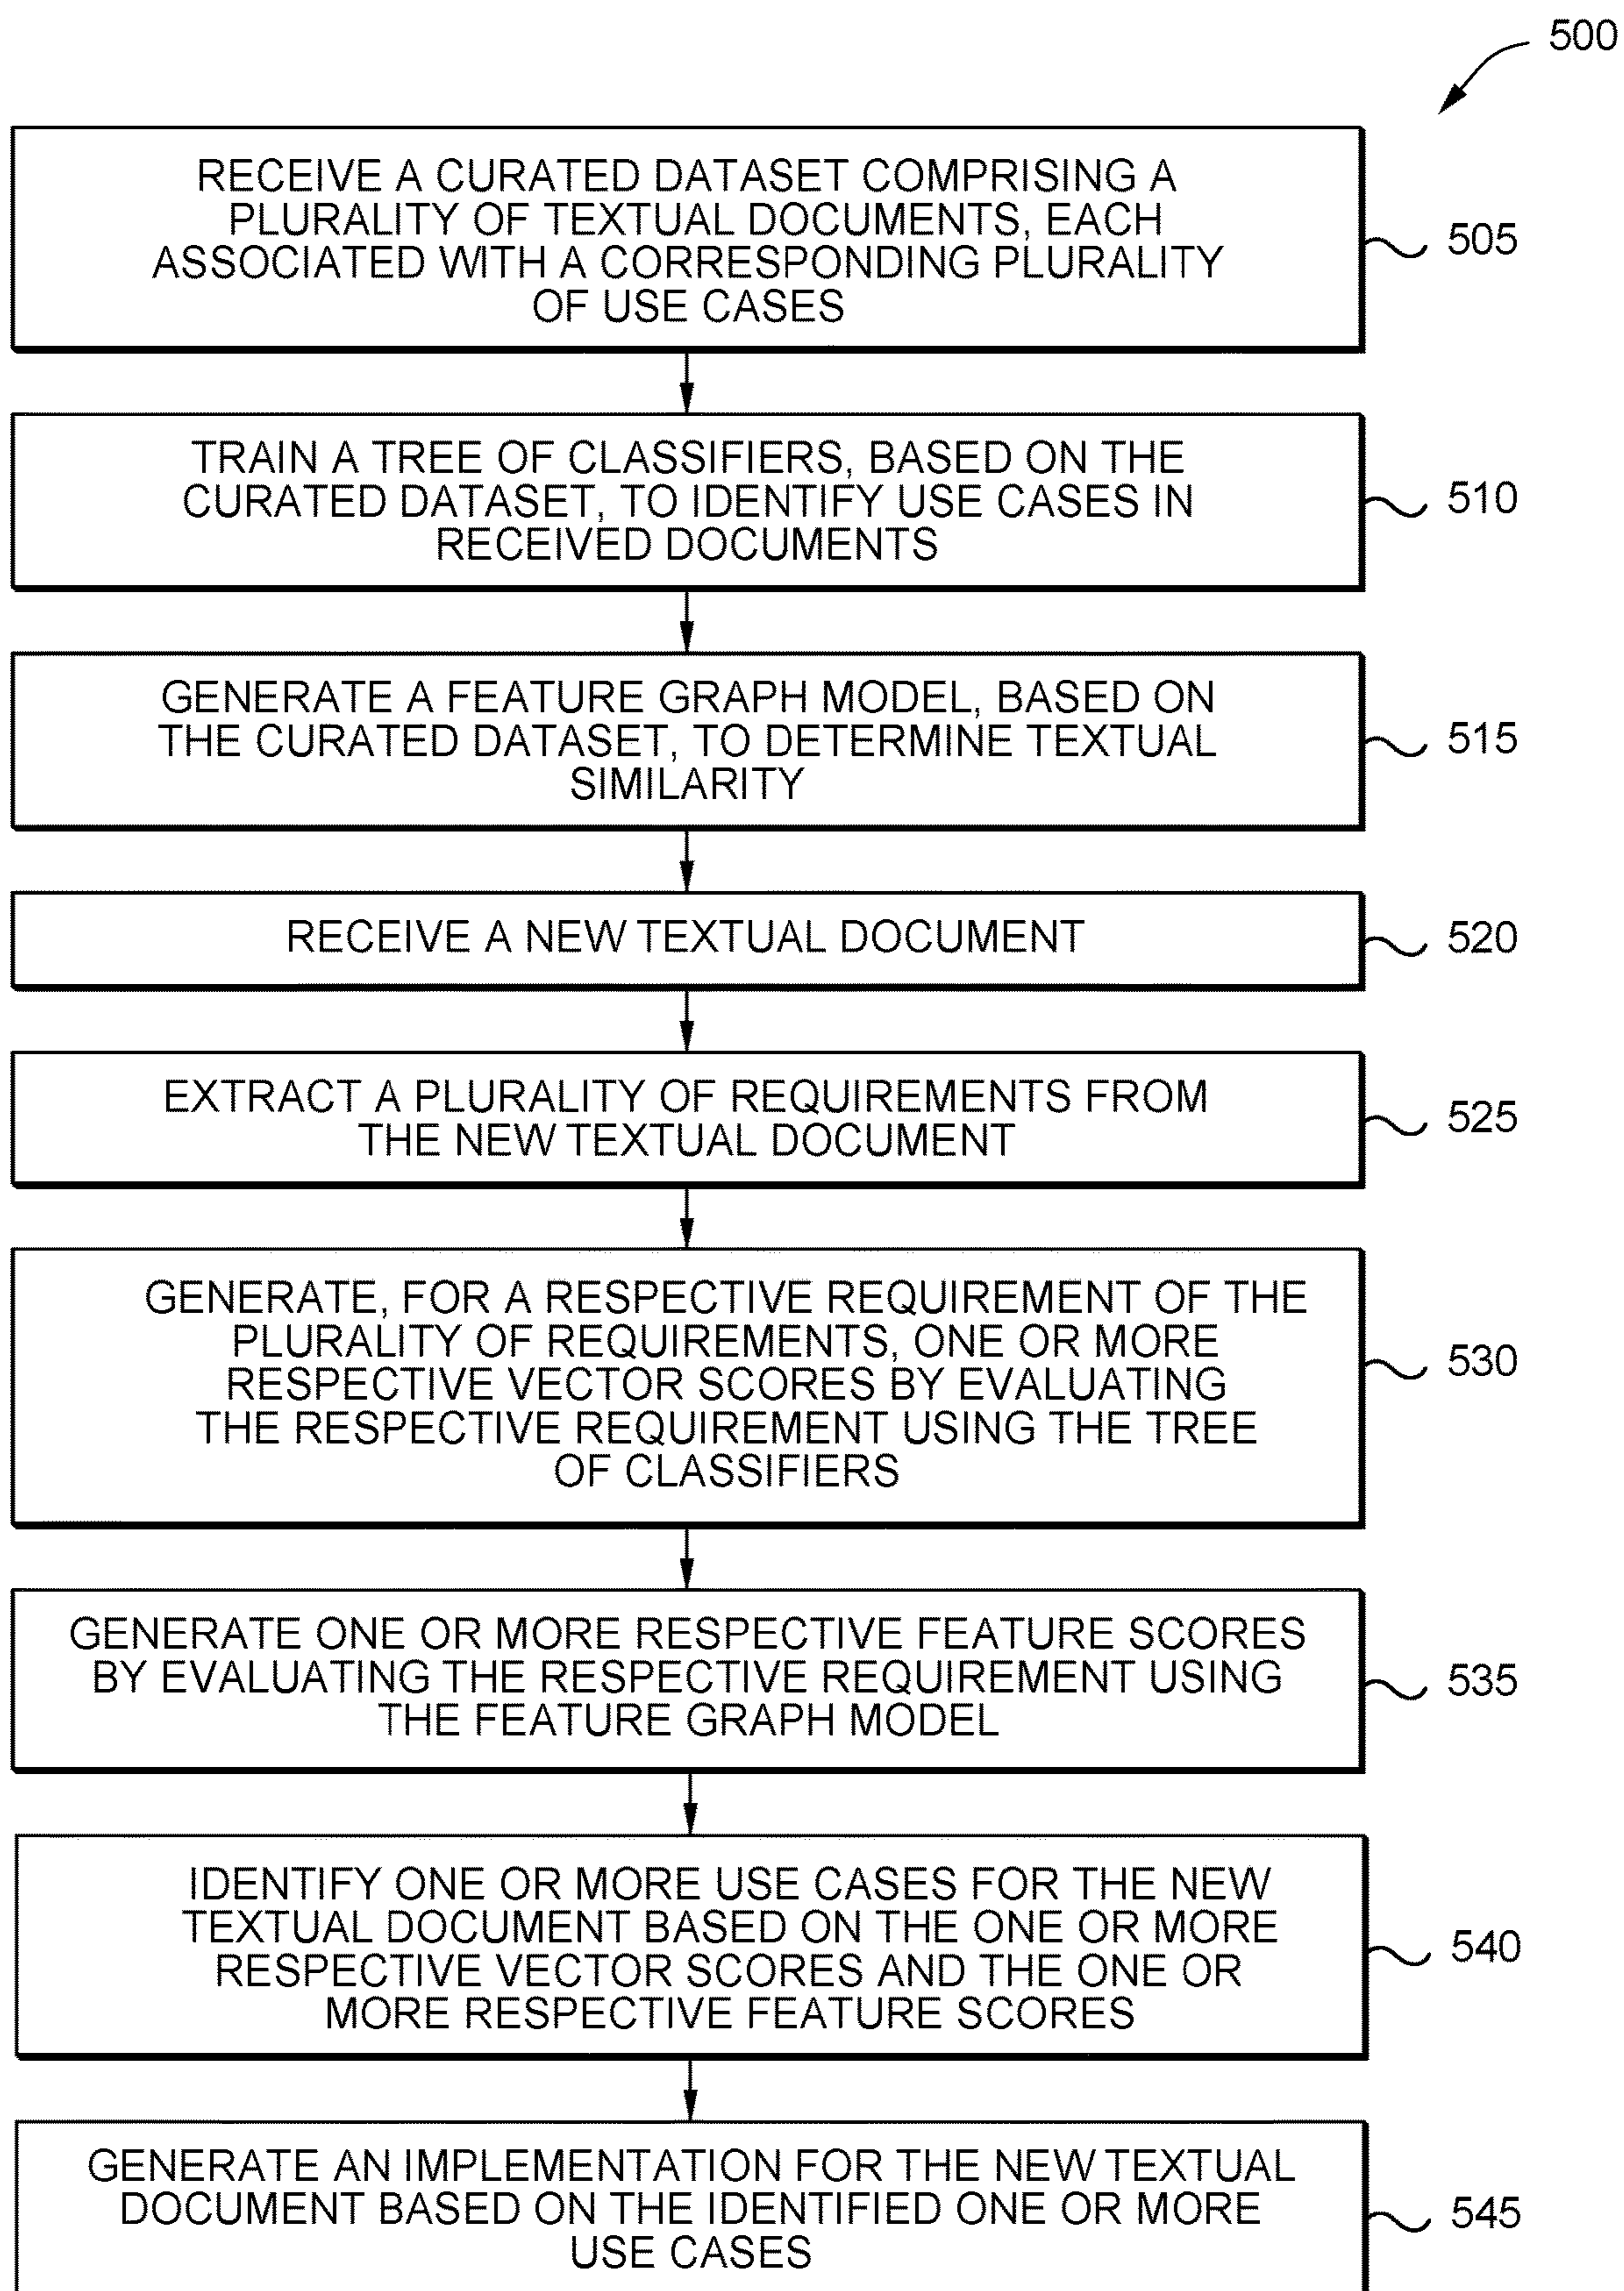 500
RECEIVE A CURATED DATASET COMPRISING A
PLURALITY OF TEXTUAL DOCUMENTS, EACH
ASSOCIATED WITH A CORRESPONDING PLURALITY
OF USE CASES
505
TRAIN A TREE OF CLASSIFIERS, BASED ON THE
CURATED DATASET, TO IDENTIFY USE CASES IN
RECEIVED DOCUMENTS
510
GENERATE A FEATURE GRAPH MODEL, BASED ON
THE CURATED DATASET, TO DETERMINE TEXTUAL
SIMILARITY
515
RECEIVE A NEW TEXTUAL DOCUMENT
520
EXTRACT A PLURALITY OF REQUIREMENTS FROM
THE NEW TEXTUAL DOCUMENT
525
GENERATE, FOR A RESPECTIVE REQUIREMENT OF THE
PLURALITY OF REQUIREMENTS, ONE OR MORE
RESPECTIVE VECTOR SCORES BY EVALUATING
THE RESPECTIVE REQUIREMENT USING THE TREE
OF CLASSIFIERS
530
GENERATE ONE OR MORE RESPECTIVE FEATURE SCORES
BY EVALUATING THE RESPECTIVE REQUIREMENT USING
THE FEATURE GRAPH MODEL
535
IDENTIFY ONE OR MORE USE CASES FOR THE NEW
TEXTUAL DOCUMENT BASED ON THE ONE OR MORE
RESPECTIVE VECTOR SCORES AND THE ONE OR
MORE RESPECTIVE FEATURE SCORES
540
GENERATE AN IMPLEMENTATION FOR THE NEW TEXTUAL
DOCUMENT BASED ON THE IDENTIFIED ONE OR MORE
USE CASES
545